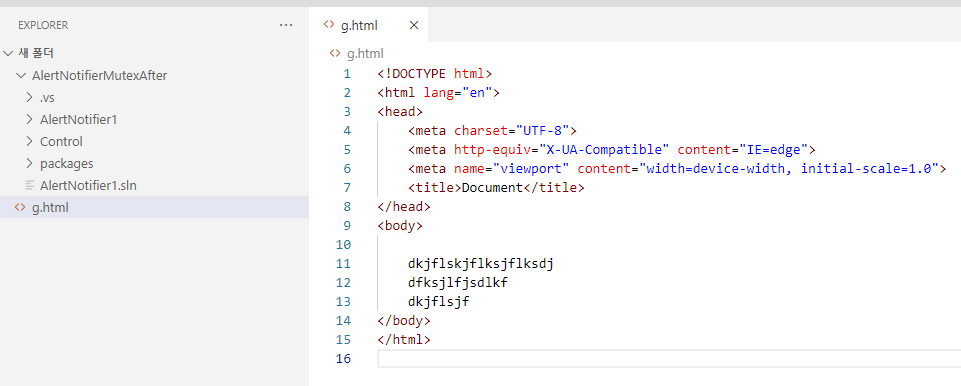 EXPLORER
새 폴더
AlertNotifierMutexAfter
.vs
AlertNotifier1
Control
packages
AlertNotifier1.sln
g.html
g.html
g.html
1 <!DOCTYPE html>
2 <html lang="en">
3 <head>
4 <meta charset="UTF-8">
5 <meta http-equiv="X-UA-Compatible" content="IE=edge">
6 <meta name="viewport" content="width=device-width, initial-scale=1.0">
7 <title>Document</title>
8 </head>
9 <body>
10
11 dkjflskjflksjflksdj
12 dfksjlfjsdlkf
13 dkjflsjf
14 </body>
15 </html>
16